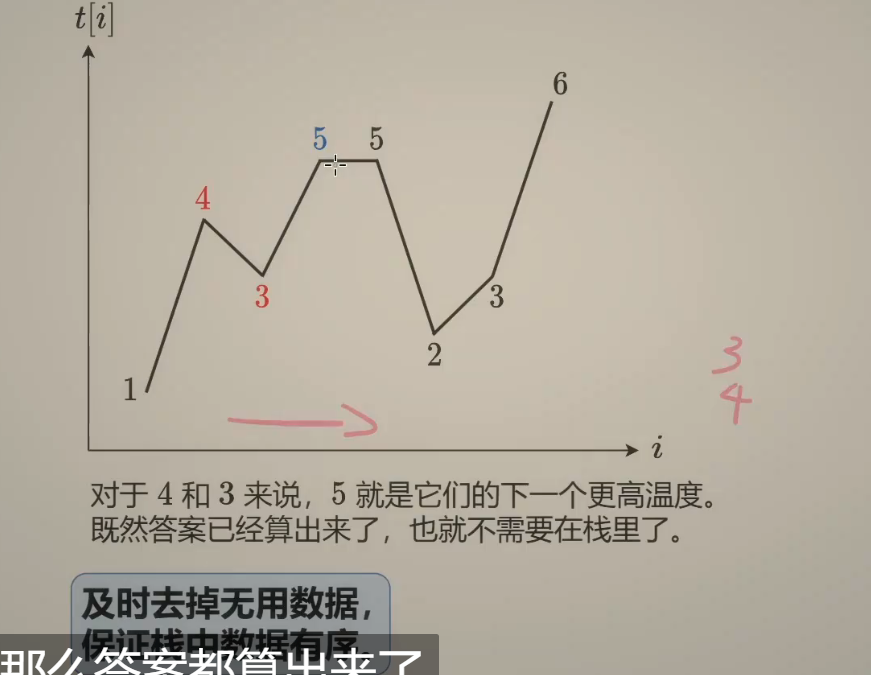 t[i]
6
5 5
4
3
3
1
2
3
4
i
对于 4 和 3 来说，5 就是它们的下一个更高温度。
既然答案已经算出来了，也就不需要在栈里了。
及时去掉无用数据，
保证栈中数据有序。
那么答案都算出来了